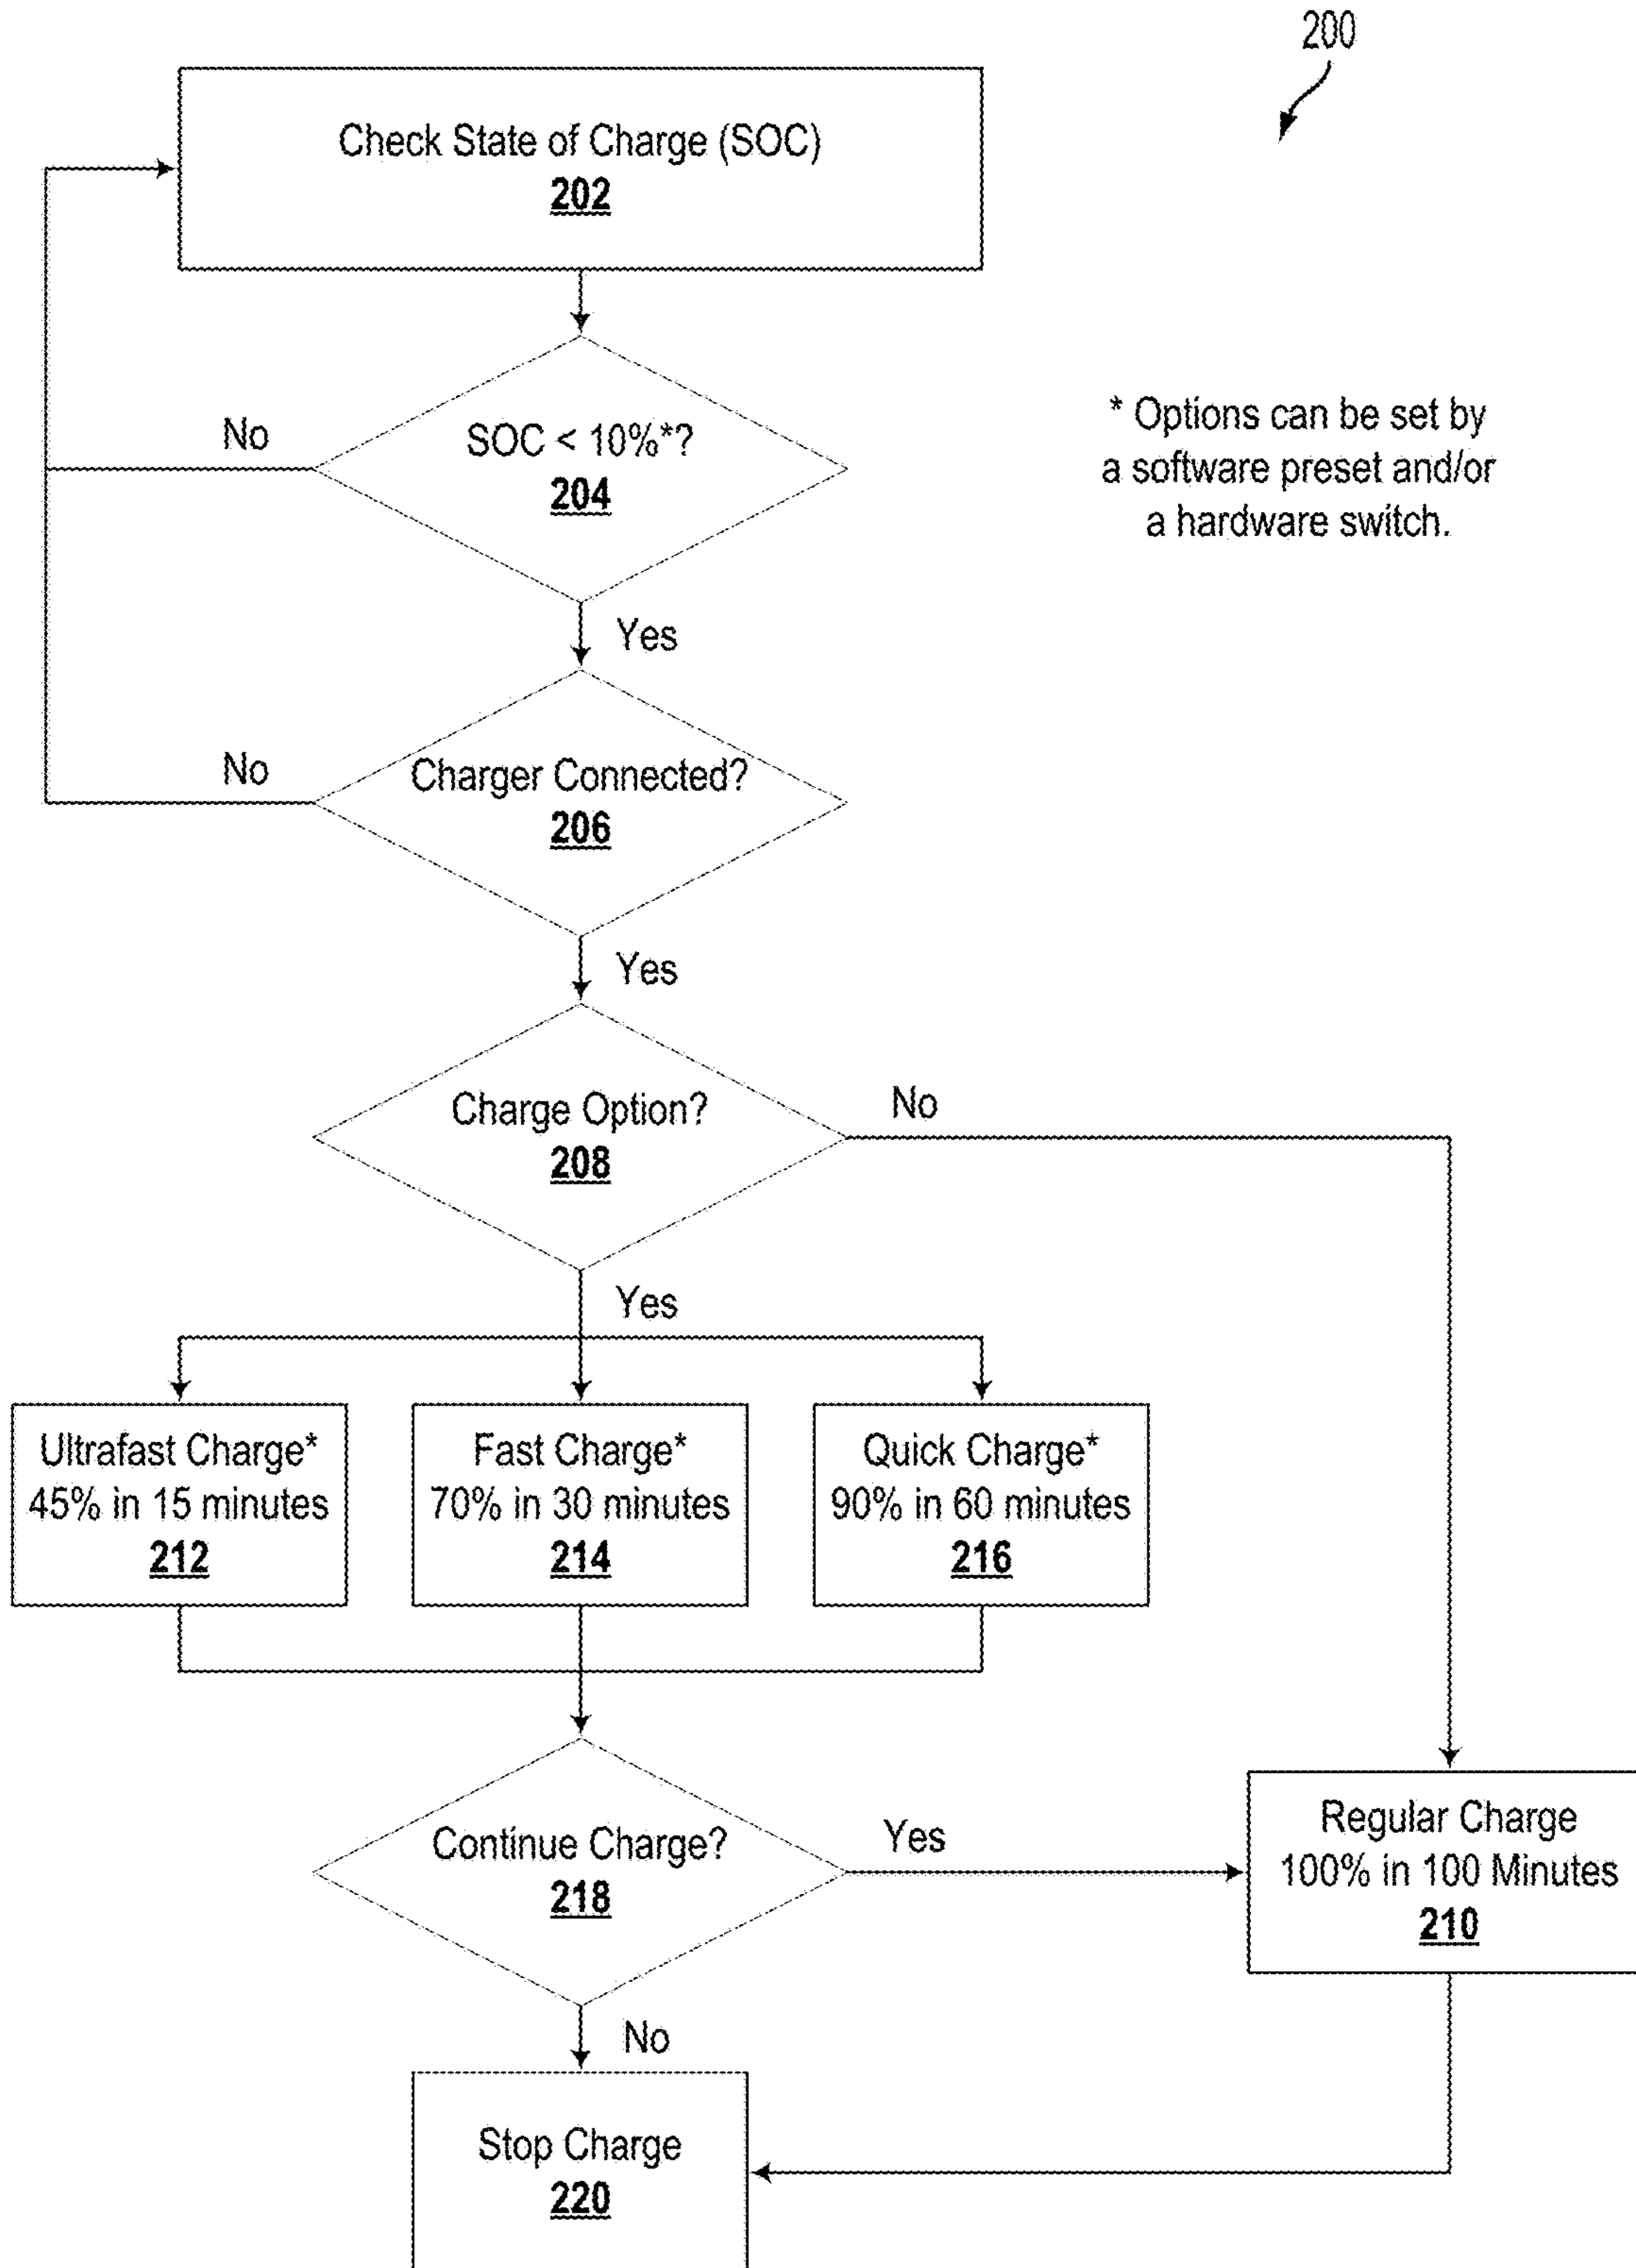 200
Check State of Charge (SOC)
202
No
SOC < 10%*?
204
* Options can be set by
a software preset and/or
a hardware switch.
Yes
No
Charger Connected?
206
Yes
Charge Option?
208
No
Yes
Ultrafast Charge*
45% in 15 minutes
212
Fast Charge*
70% in 30 minutes
214
Quick Charge*
90% in 60 minutes
216
Continue Charge?
218
Yes
Regular Charge
100% in 100 Minutes
210
No
Stop Charge
220